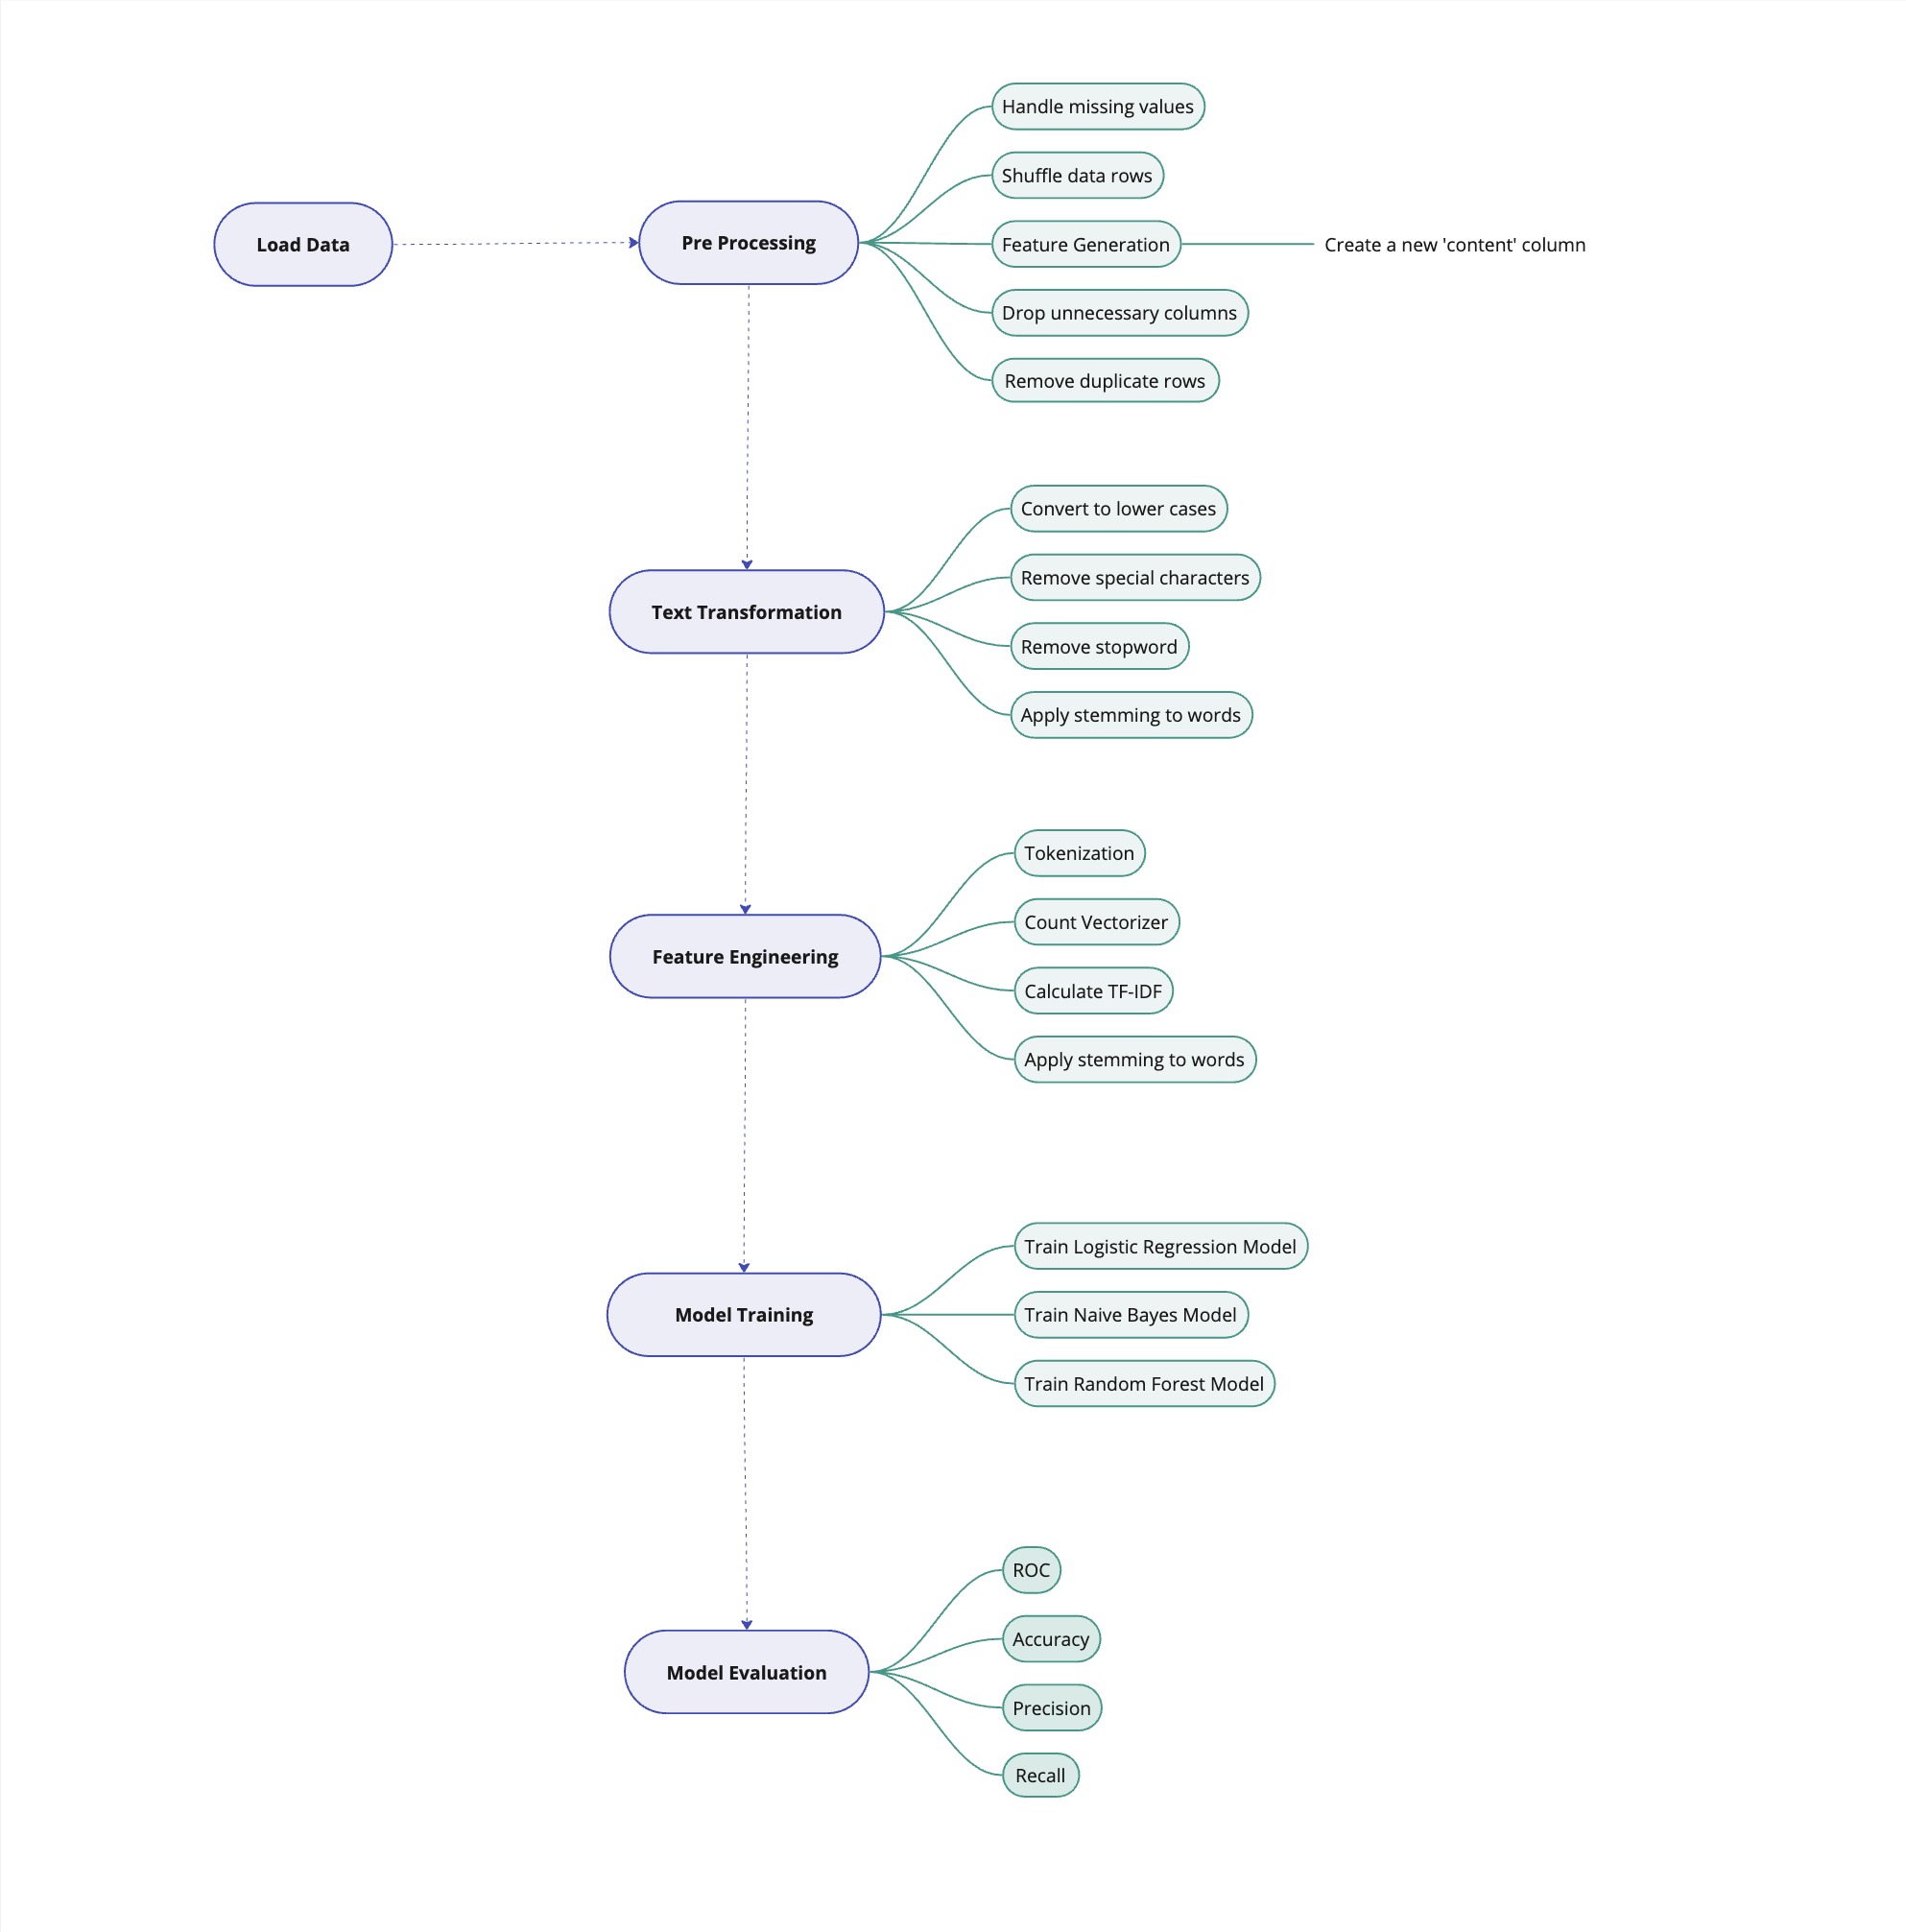 Load Data
Pre Processing
Handle missing values
Shuffle data rows
Feature Generation
Create a new 'content' column
Drop unnecessary columns
Remove duplicate rows
Text Transformation
Convert to lower cases
Remove special characters
Remove stopword
Apply stemming to words
Feature Engineering
Tokenization
Count Vectorizer
Calculate TF-IDF
Apply stemming to words
Model Training
Train Logistic Regression Model
Train Naive Bayes Model
Train Random Forest Model
Model Evaluation
ROC
Accuracy
Precision
Recall